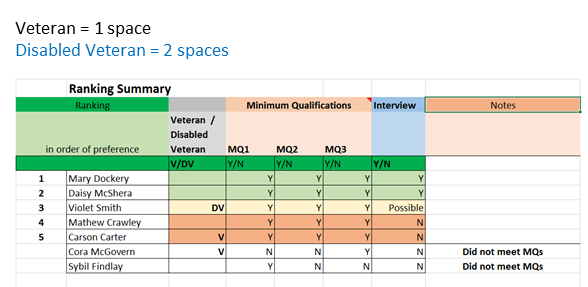 Veteran = 1 space
Disabled Veteran = 2 spaces
Ranking Summary
Ranking Minimum Qualifications Interview Notes
Veteran /
Disabled
in order of preference Veteran MQ1 MQ2 MQ3
V/DV Y/N Y/N Y/N Y/N
1 Mary Dockery Y Y Y Y
2 Daisy McShera Y Y Y Y
3 Violet Smith DV Y Y Y Possible
4 Mathew Crawley Y Y Y N
5 Carson Carter V Y Y Y N
Cora McGovern V N N Y N Did not meet MQs
Sybil Findlay Y N N N Did not meet MQs